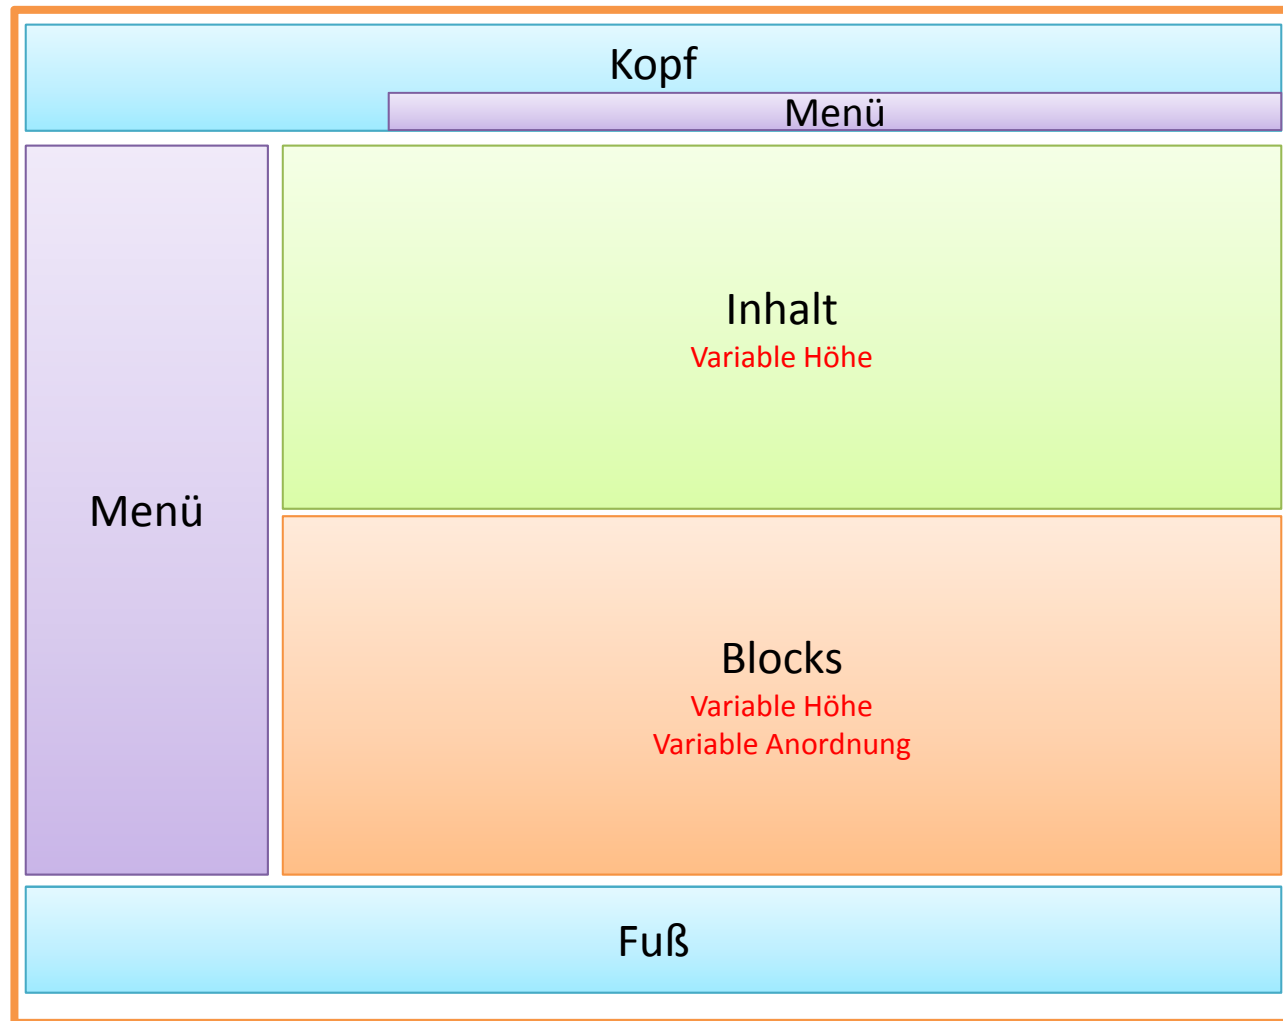 Kopf
Menü
Menü
Inhalt
Variable Höhe
Blocks
Variable Höhe
Variable Anordnung
Fuß